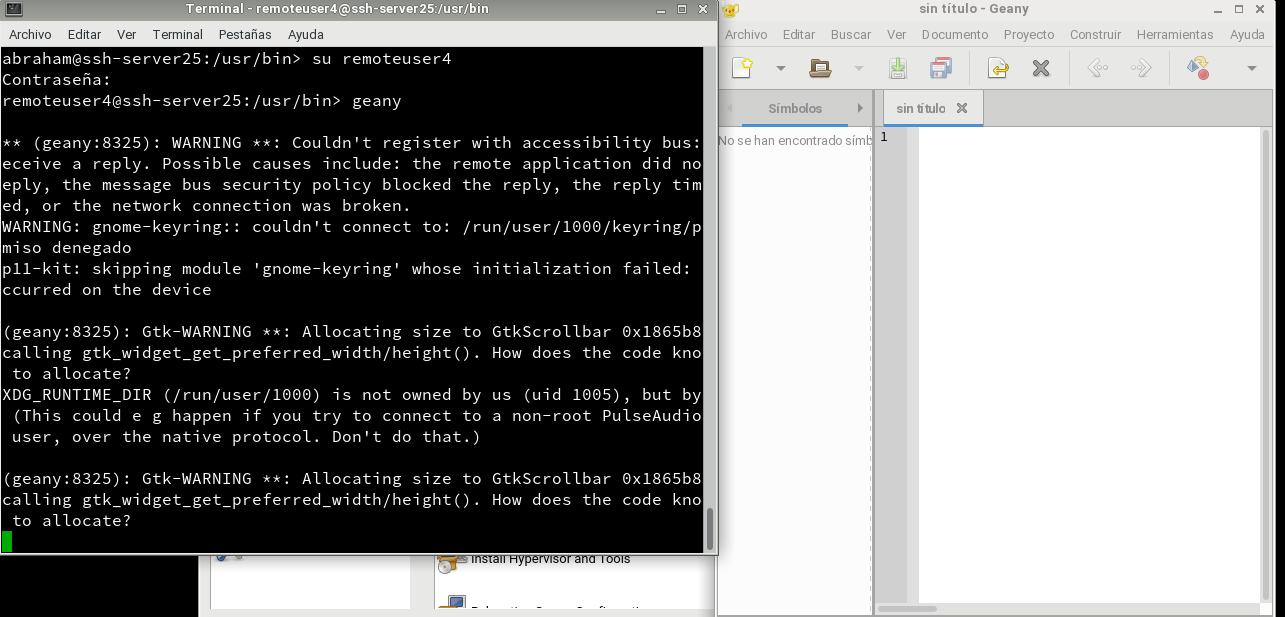 Terminal - remoteuser4@ssh-server25:/usr/bin
Archivo Editar Ver Terminal Pestañas Ayuda
abraham@ssh-server25:/usr/bin> su remoteuser4
Contraseña:
remoteuser4@ssh-server25:/usr/bin> geany
** (geany:8325): WARNING **: Couldn't register with accessibility bus:
eceive a reply. Possible causes include: the remote application did no
eply, the message bus security policy blocked the reply, the reply tim
ed, or the network connection was broken.
WARNING: gnome-keyring:: couldn't connect to: /run/user/1000/keyring/p
miso denegado
p11-kit: skipping module 'gnome-keyring' whose initialization failed:
ccurred on the device
(geany:8325): Gtk-WARNING **: Allocating size to GtkScrollbar 0x1865b8
calling gtk_widget_get_preferred_width/height(). How does the code kno
to allocate?
XDG_RUNTIME_DIR (/run/user/1000) is not owned by us (uid 1005), but by
(This could e g happen if you try to connect to a non-root PulseAudio
user, over the native protocol. Don't do that.)
(geany:8325): Gtk-WARNING **: Allocating size to GtkScrollbar 0x1865b8
calling gtk_widget_get_preferred_width/height(). How does the code kno
to allocate?
Install Hypervisor and Tools
sin título - Geany
Archivo Editar Buscar Ver Documento Proyecto Construir Herramientas Ayuda
Símbolos
sin título
No se han encontrado símb
1